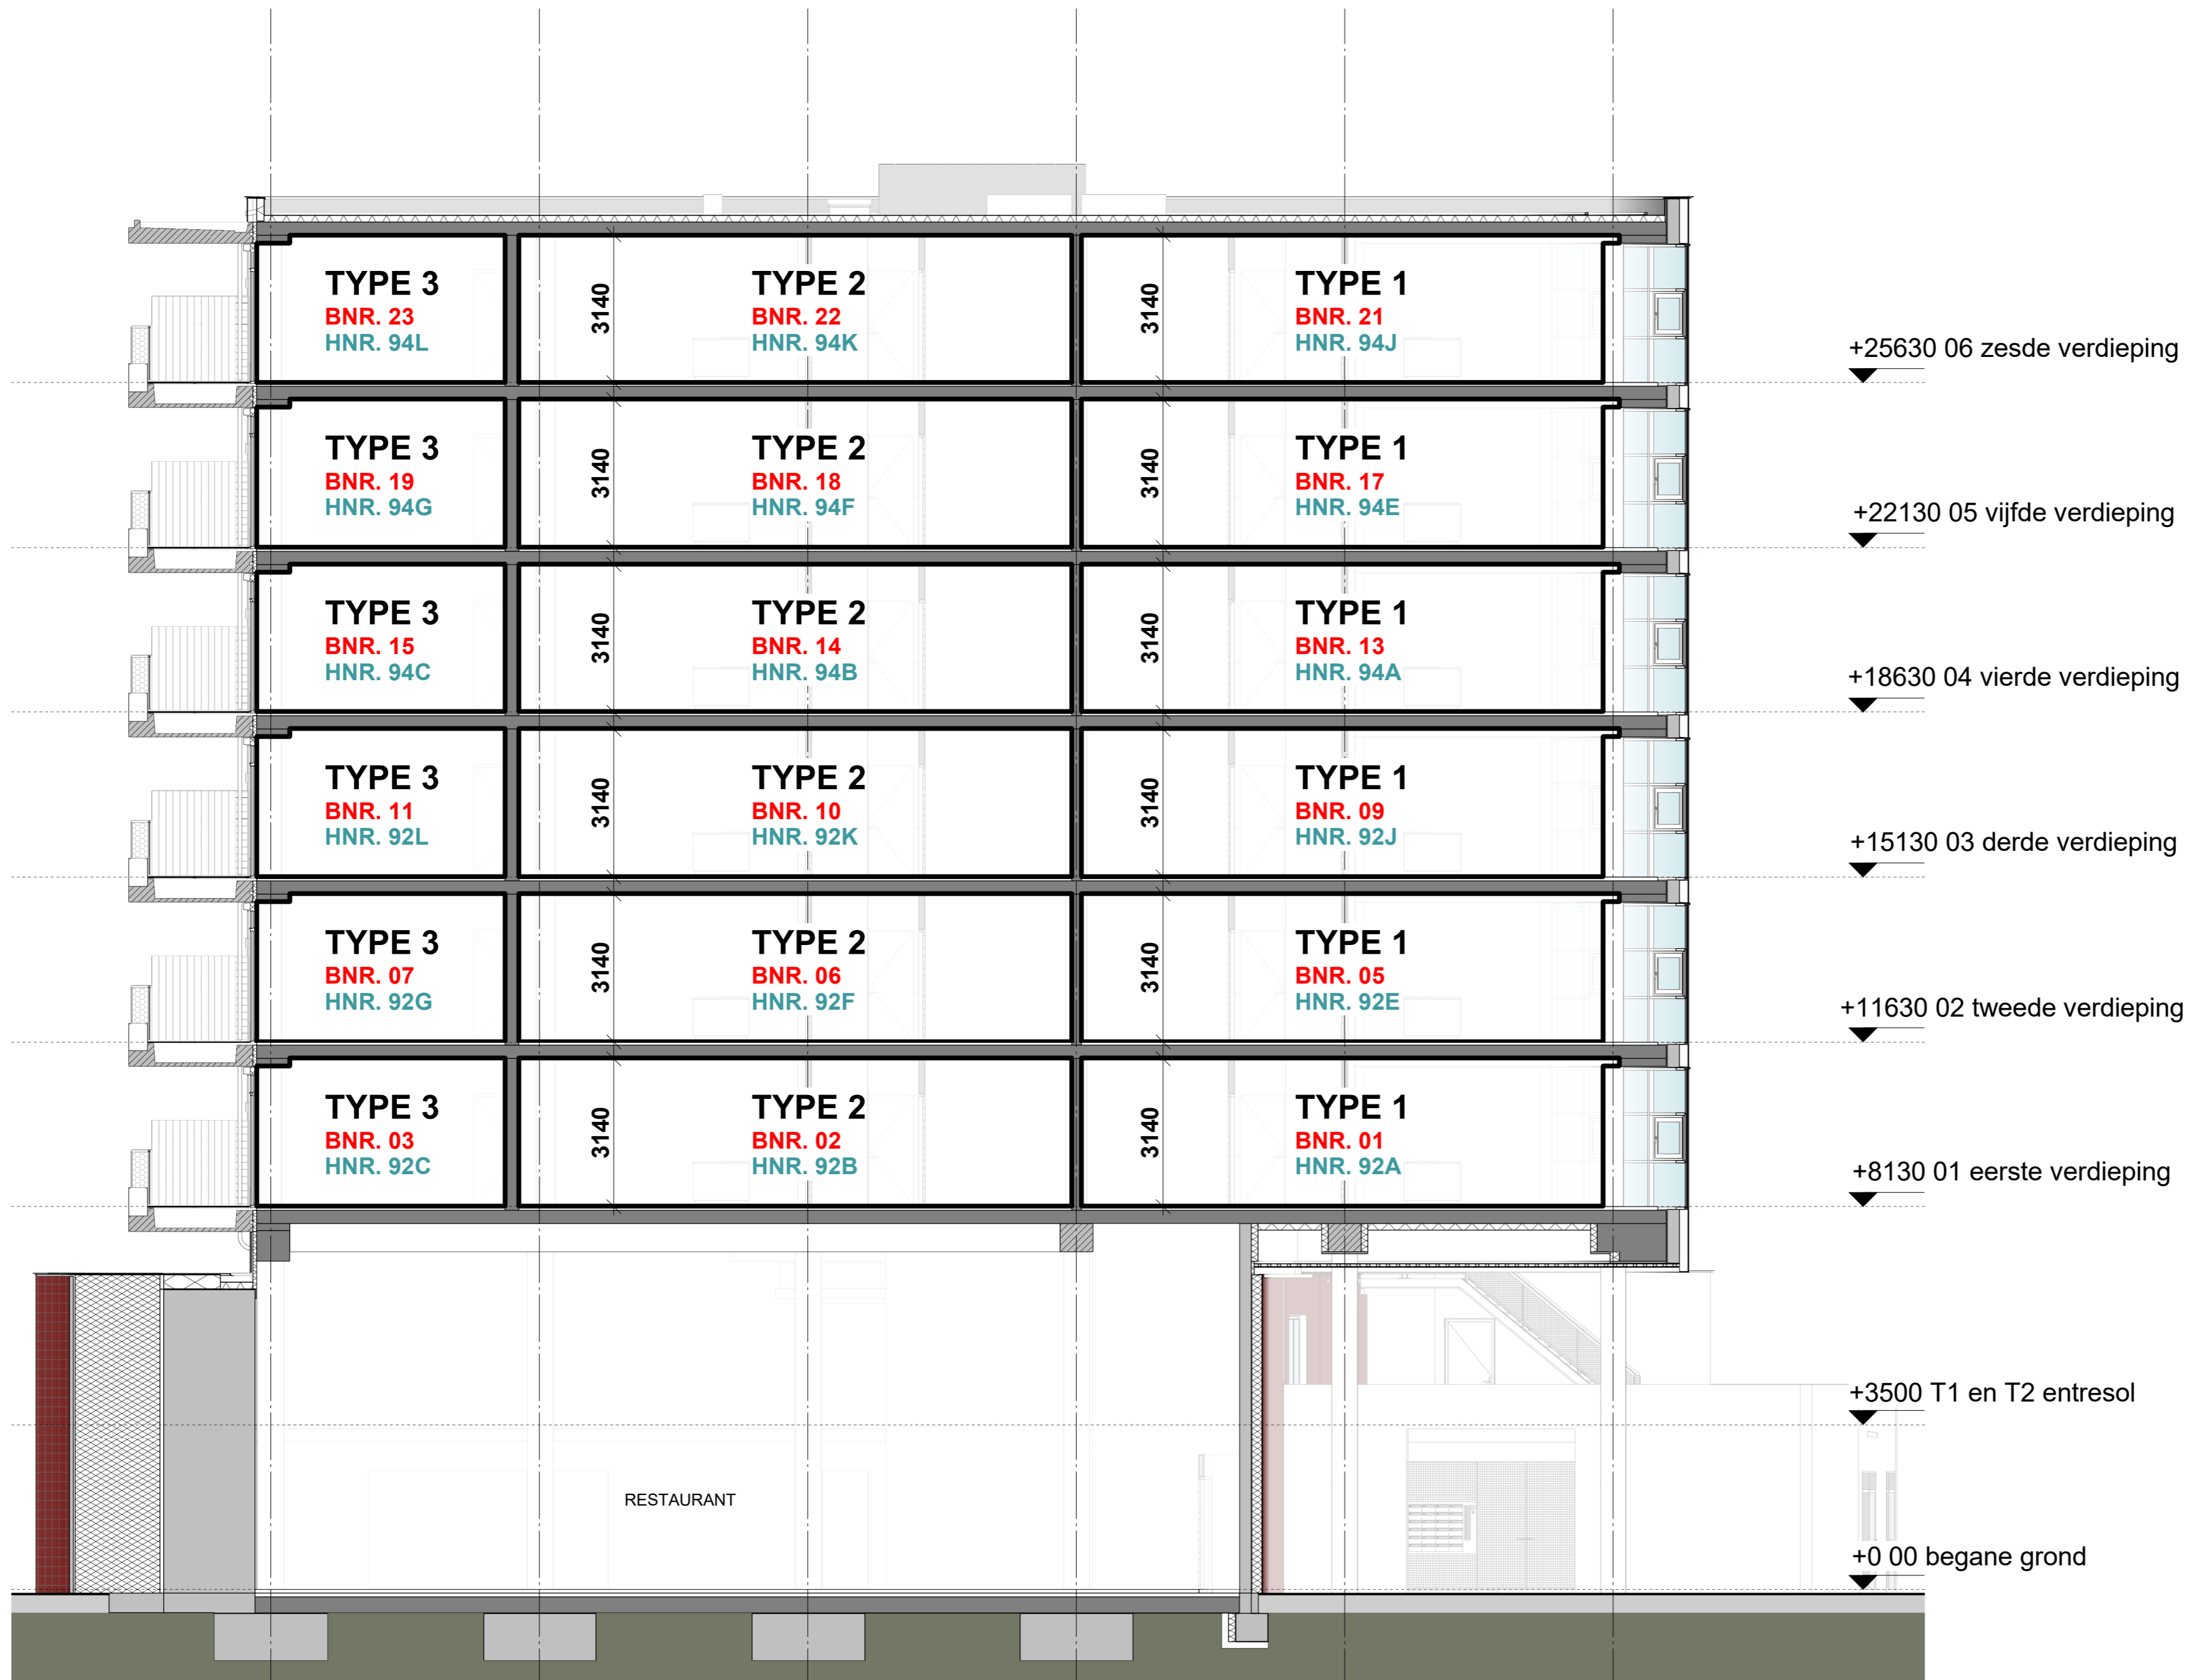 TYPE 3
BNR. 23
HNR. 94L
3140
TYPE 2
BNR. 22
HNR. 94K
3140
TYPE 1
BNR. 21
HNR. 94J
+25630 06 zesde verdieping
TYPE 3
BNR. 19
HNR. 94G
3140
TYPE 2
BNR. 18
HNR. 94F
3140
TYPE 1
BNR. 17
HNR. 94E
+22130 05 vijfde verdieping
TYPE 3
BNR. 15
HNR. 94C
3140
TYPE 2
BNR. 14
HNR. 94B
3140
TYPE 1
BNR. 13
HNR. 94A
+18630 04 vierde verdieping
TYPE 3
BNR. 11
HNR. 92L
3140
TYPE 2
BNR. 10
HNR. 92K
3140
TYPE 1
BNR. 09
HNR. 92J
+15130 03 derde verdieping
TYPE 3
BNR. 07
HNR. 92G
3140
TYPE 2
BNR. 06
HNR. 92F
3140
TYPE 1
BNR. 05
HNR. 92E
+11630 02 tweede verdieping
TYPE 3
BNR. 03
HNR. 92C
3140
TYPE 2
BNR. 02
HNR. 92B
3140
TYPE 1
BNR. 01
HNR. 92A
+8130 01 eerste verdieping
+3500 T1 en T2 entresol
RESTAURANT
+0 00 begane grond